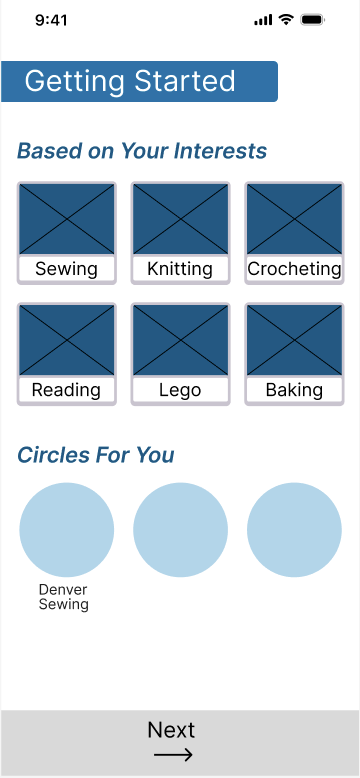 9:41
Getting Started
Based on Your Interests
Sewing
Knitting
Crocheting
Reading
Lego
Baking
Circles For You
Denver
Sewing
Next